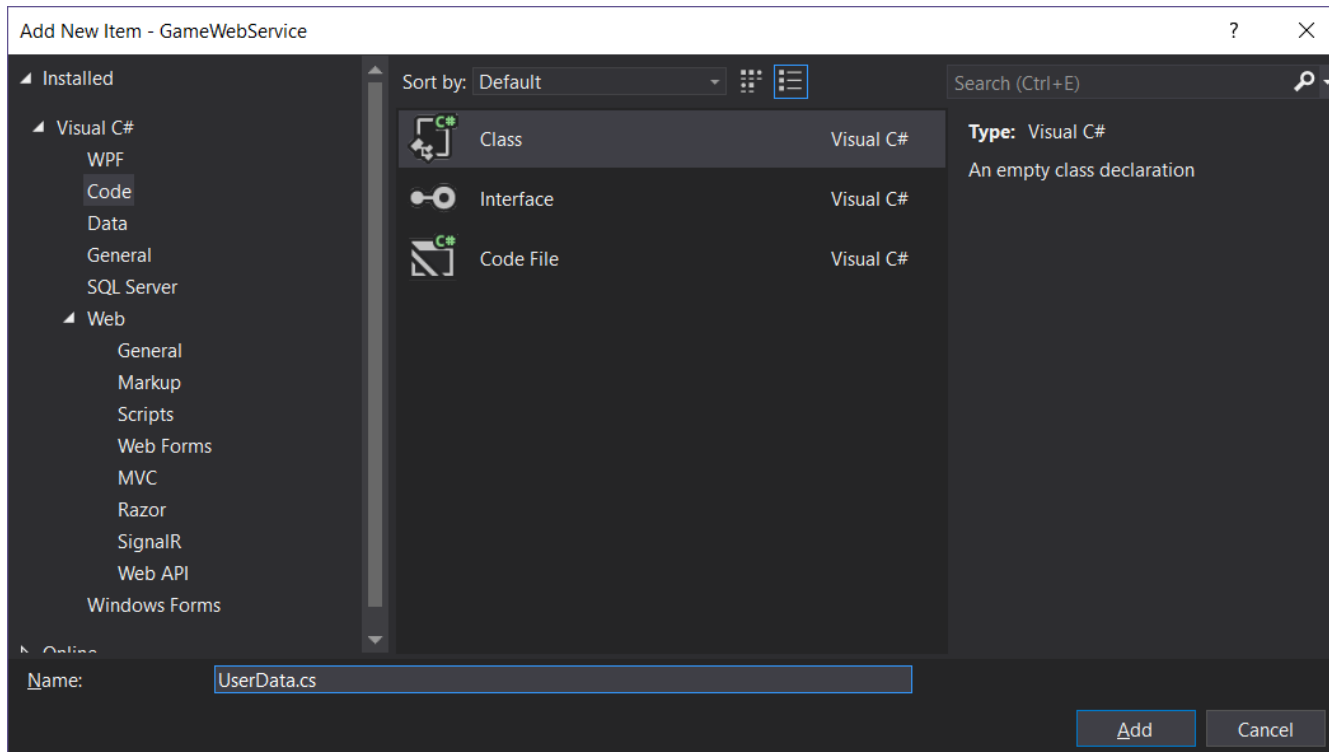 Add New Item - GameWebService
?
Installed
Visual C#
WPF
Code
Data
General
SQL Server
Web
General
Markup
Scripts
Web Forms
MVC
Razor
SignalR
Web API
Windows Forms
Online
Sort by: Default
C#
Class Visual C#
Interface Visual C#
C#
Code File Visual C#
Search (Ctrl+E)
Type: Visual C#
An empty class declaration
Name: UserData.cs
Add Cancel